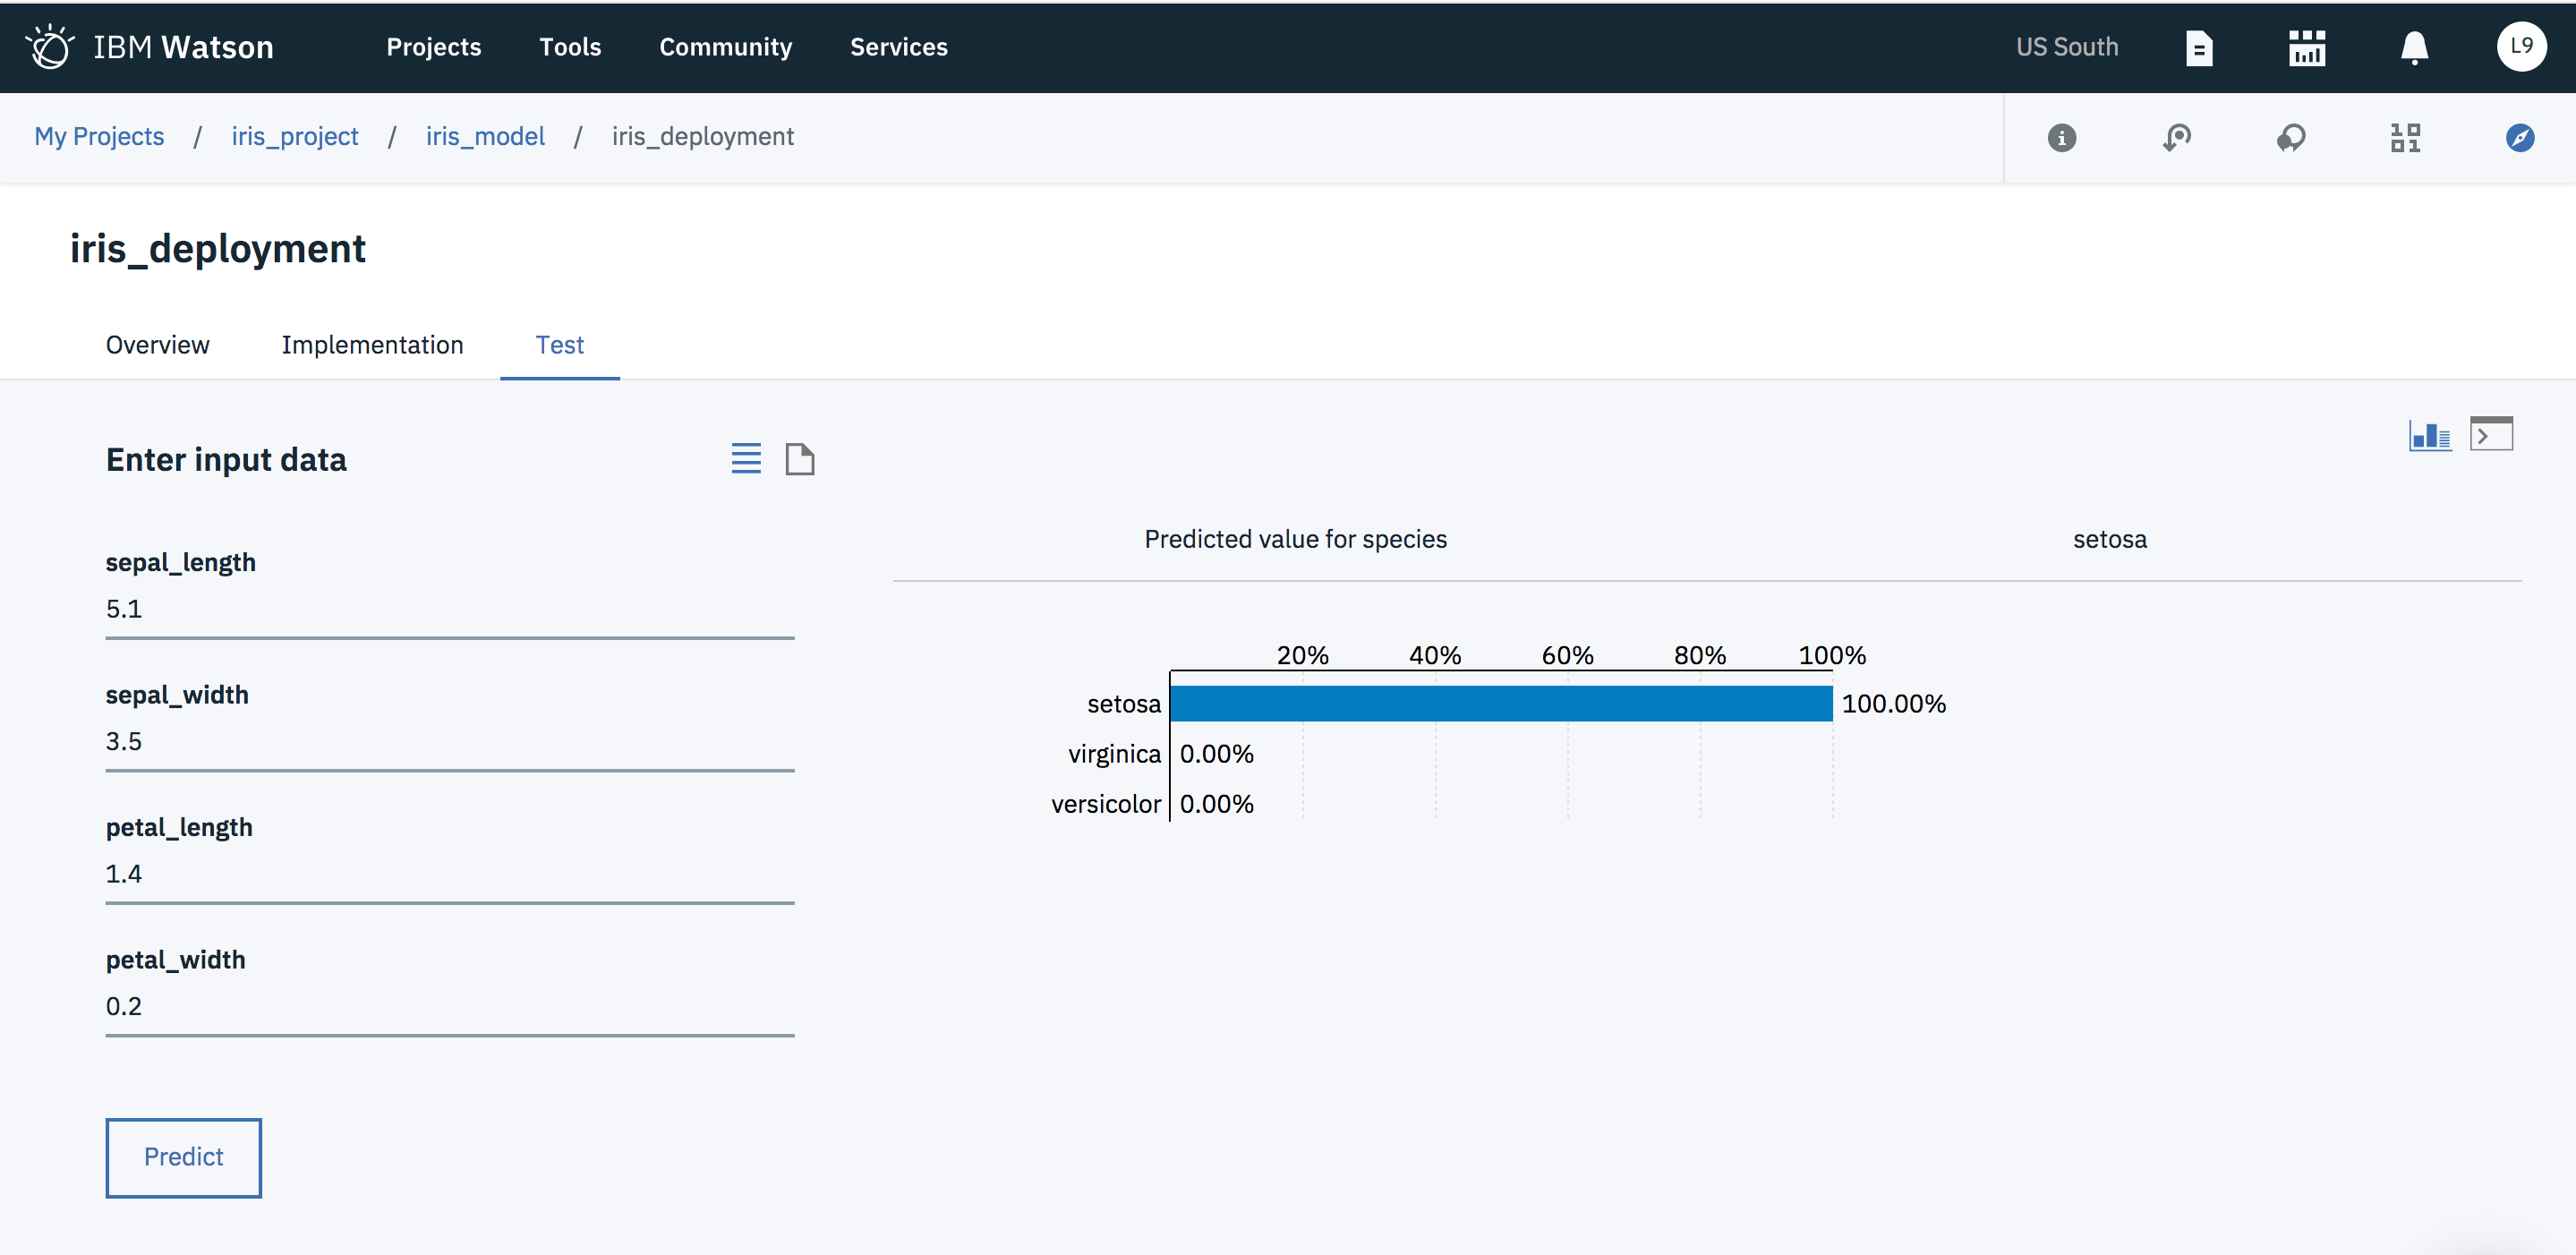 IBM Watson Projects Tools Community Services US South L9
My Projects / iris_project / iris_model / iris_deployment
iris_deployment
Overview Implementation Test
Enter input data
sepal_length
5.1
sepal_width
3.5
petal_length
1.4
petal_width
0.2
Predict
Predicted value for species setosa
20% 40% 60% 80% 100%
setosa 100.00%
virginica 0.00%
versicolor 0.00%